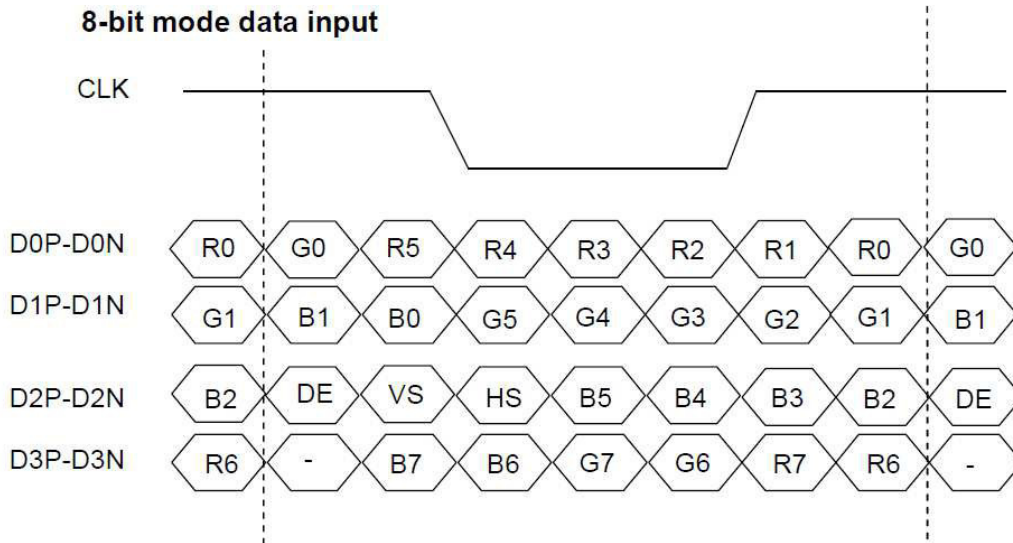 8-bit mode data input
CLK
D0P-D0N R0 G0 R5 R4 R3 R2 R1 R0 G0
D1P-D1N G1 B1 B0 G5 G4 G3 G2 G1 B1
D2P-D2N B2 DE VS HS B5 B4 B3 B2 DE
D3P-D3N R6 - B7 B6 G7 G6 R7 R6 -